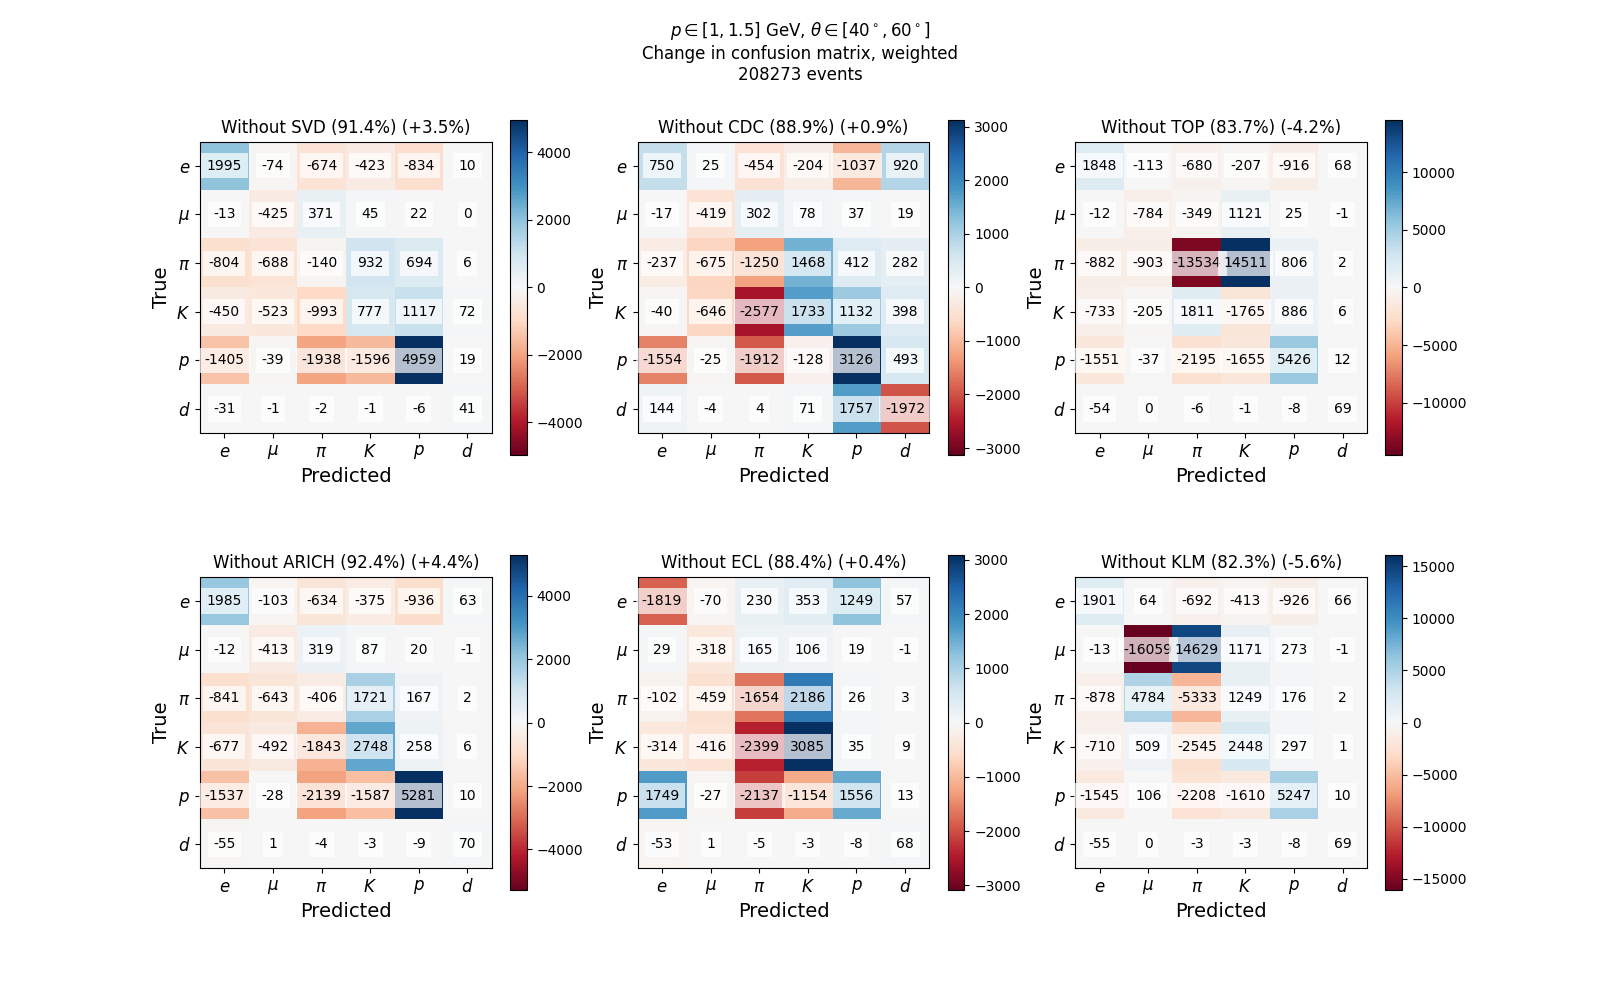 p ∈ [1, 1.5] GeV, θ ∈ [40°, 60°]
Change in confusion matrix, weighted
208273 events
Without SVD (91.4%) (+3.5%)
e 1995 -74 -674 -423 -834 10
μ -13 -425 371 45 22 0
π -804 -688 -140 932 694 6
K -450 -523 -993 777 1117 72
p -1405 -39 -1938 -1596 4959 19
d -31 -1 -2 -1 -6 41
e μ π K p d
Predicted
True
4000
2000
0
−2000
−4000
Without CDC (88.9%) (+0.9%)
e 750 25 -454 -204 -1037 920
μ -17 -419 302 78 37 19
π -237 -675 -1250 1468 412 282
K -40 -646 -2577 1733 1132 398
p -1554 -25 -1912 -128 3126 493
d 144 -4 4 71 1757 -1972
e μ π K p d
Predicted
True
3000
2000
1000
0
−1000
−2000
−3000
Without TOP (83.7%) (-4.2%)
e 1848 -113 -680 -207 -916 68
μ -12 -784 -349 1121 25 -1
π -882 -903 -13534 14511 806 2
K -733 -205 1811 -1765 886 6
p -1551 -37 -2195 -1655 5426 12
d -54 0 -6 -1 -8 69
e μ π K p d
Predicted
True
10000
5000
0
−5000
−10000
Without ARICH (92.4%) (+4.4%)
e 1985 -103 -634 -375 -936 63
μ -12 -413 319 87 20 -1
π -841 -643 -406 1721 167 2
K -677 -492 -1843 2748 258 6
p -1537 -28 -2139 -1587 5281 10
d -55 1 -4 -3 -9 70
e μ π K p d
Predicted
True
4000
2000
0
−2000
−4000
Without ECL (88.4%) (+0.4%)
e -1819 -70 230 353 1249 57
μ 29 -318 165 106 19 -1
π -102 -459 -1654 2186 26 3
K -314 -416 -2399 3085 35 9
p 1749 -27 -2137 -1154 1556 13
d -53 1 -5 -3 -8 68
e μ π K p d
Predicted
True
3000
2000
1000
0
−1000
−2000
−3000
Without KLM (82.3%) (-5.6%)
e 1901 64 -692 -413 -926 66
μ -13 -16059 14629 1171 273 -1
π -878 4784 -5333 1249 176 2
K -710 509 -2545 2448 297 1
p -1545 106 -2208 -1610 5247 10
d -55 0 -3 -3 -8 69
e μ π K p d
Predicted
True
15000
10000
5000
0
−5000
−10000
−15000